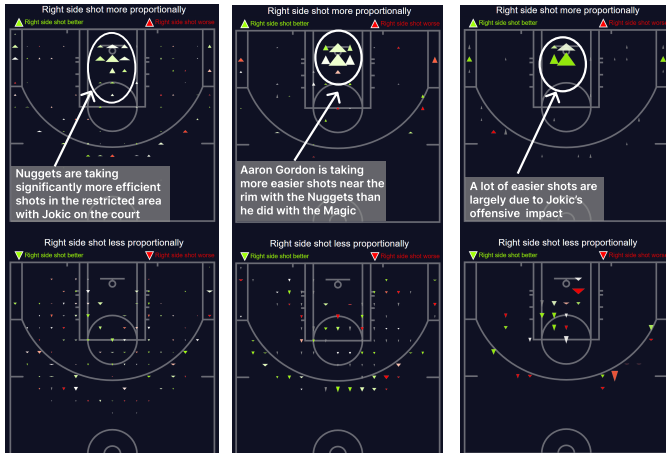 Right side shot more proportionally
Right side shot better
Right side shot worse
Nuggets are taking
significantly more efficient
shots in the restricted area
with Jokic on the court
Right side shot more proportionally
Right side shot better
Right side shot worse
Aaron Gordon is taking
more easier shots near the
rim with the Nuggets than
he did with the Magic
Right side shot more proportionally
Right side shot better
Right side shot worse
A lot of easier shots are
largely due to Jokic's
offensive impact
Right side shot less proportionally
Right side shot better
Right side shot worse
Right side shot less proportionally
Right side shot better
Right side shot worse
Right side shot less proportionally
Right side shot better
Right side shot worse